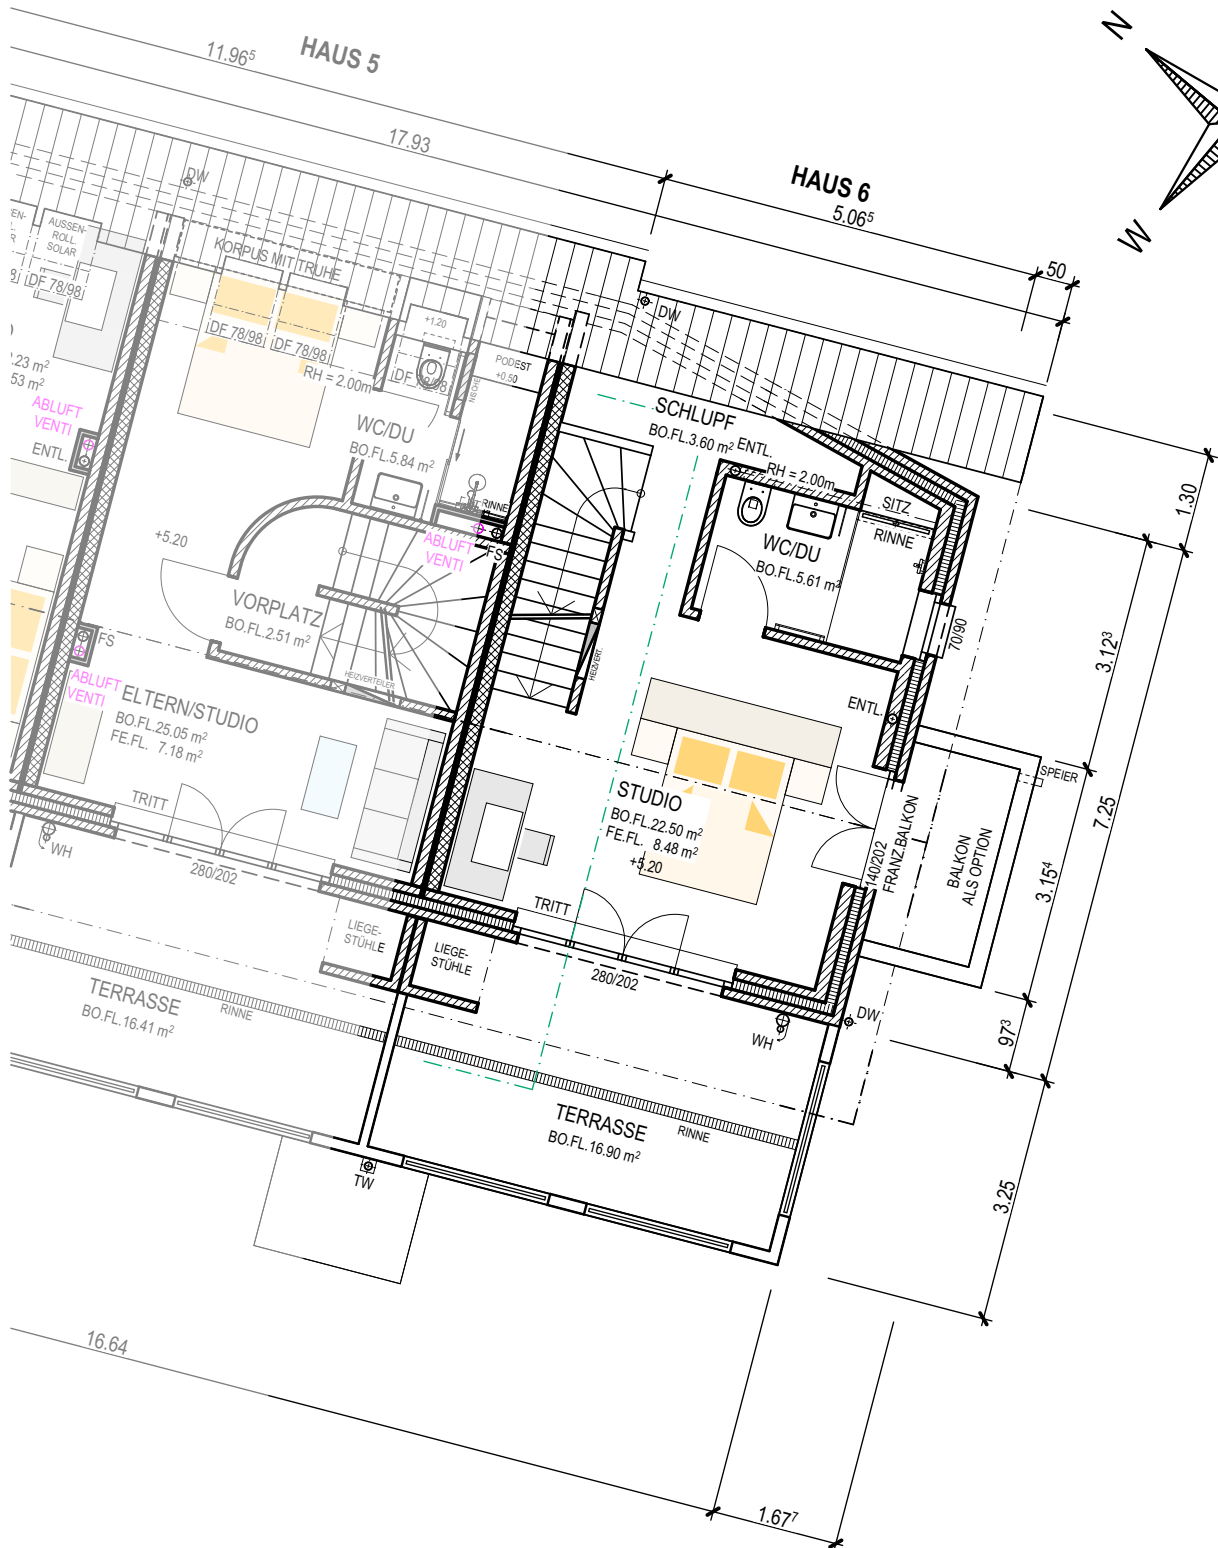 HAUS 5
11.96⁵
17.93
HAUS 6
5.06⁵
50
N
W
DW
AUSSEN-
ROLL.
SOLAR
DF 78/98
KORPUS MIT TRUHE
DF 78/98
DF 78/98
RH = 2.00m
+1.20
NISCHE
PODEST
+0.50
DW
.23 m²
.53 m²
ABLUFT
VENTI
ENTL.
WC/DU
BO.FL.5.84 m²
RINNE
ABLUFT
VENTI
FS
SCHLUPF
BO.FL.3.60 m²
ENTL.
RH = 2.00m
SITZ
RINNE
WC/DU
BO.FL.5.61 m²
70/90
1.30
3.12³
7.25
3.15⁴
97³
3.25
+5.20
VORPLATZ
BO.FL.2.51 m²
HEIZVERTEILER
HEIZVERT.
FS
ABLUFT
VENTI
ELTERN/STUDIO
BO.FL.25.05 m²
FE.FL. 7.18 m²
ENTL.
SPEIER
STUDIO
BO.FL.22.50 m²
FE.FL. 8.48 m²
+5.20
140/202
FRANZ.BALKON
BALKON
ALS OPTION
TRITT
WH
280/202
TRITT
280/202
LIEGE-
STÜHLE
LIEGE-
STÜHLE
WH
DW
TERRASSE
BO.FL.16.41 m²
RINNE
TERRASSE
BO.FL.16.90 m²
RINNE
TW
16.64
1.67⁷